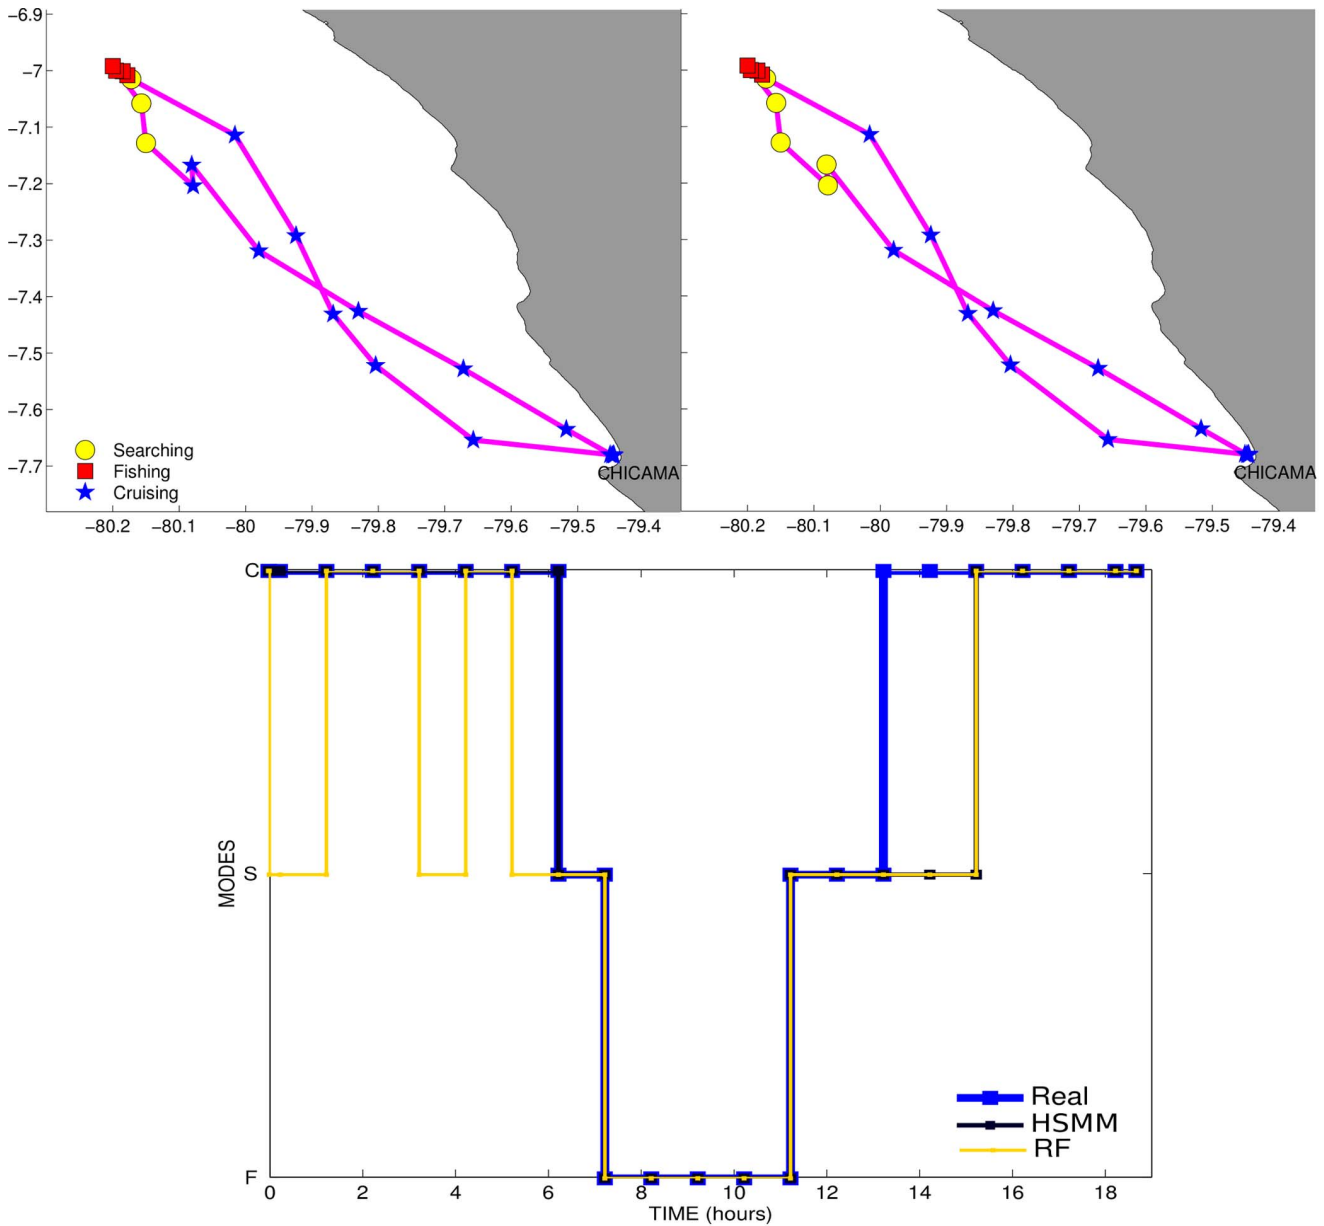 −6.9
−7
−7.1
−7.2
−7.3
−7.4
−7.5
−7.6
−7.7
Searching
Fishing
Cruising
CHICAMA
CHICAMA
−80.2 −80.1 −80 −79.9 −79.8 −79.7 −79.6 −79.5 −79.4
−80.2 −80.1 −80 −79.9 −79.8 −79.7 −79.6 −79.5 −79.4
C
S
F
MODES
Real
HSMM
RF
0 2 4 6 8 10 12 14 16 18
TIME (hours)